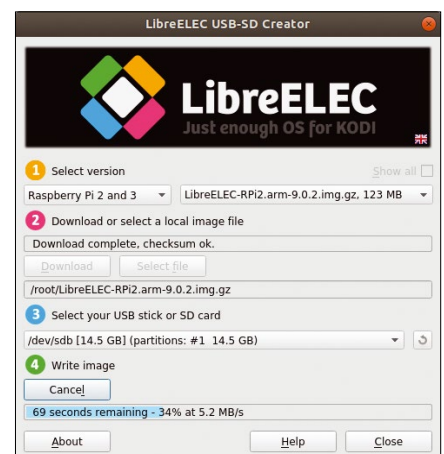 LibreELEC USB-SD Creator
LibreELEC
Just enough OS for KODI
1 Select version
Show all
Raspberry Pi 2 and 3
LibreELEC-RPi2.arm-9.0.2.img.gz, 123 MB
2 Download or select a local image file
Download complete, checksum ok.
Download
Select file
/root/LibreELEC-RPi2.arm-9.0.2.img.gz
3 Select your USB stick or SD card
/dev/sdb [14.5 GB] (partitions: #1 14.5 GB)
4 Write image
Cancel
69 seconds remaining - 34% at 5.2 MB/s
About
Help
Close